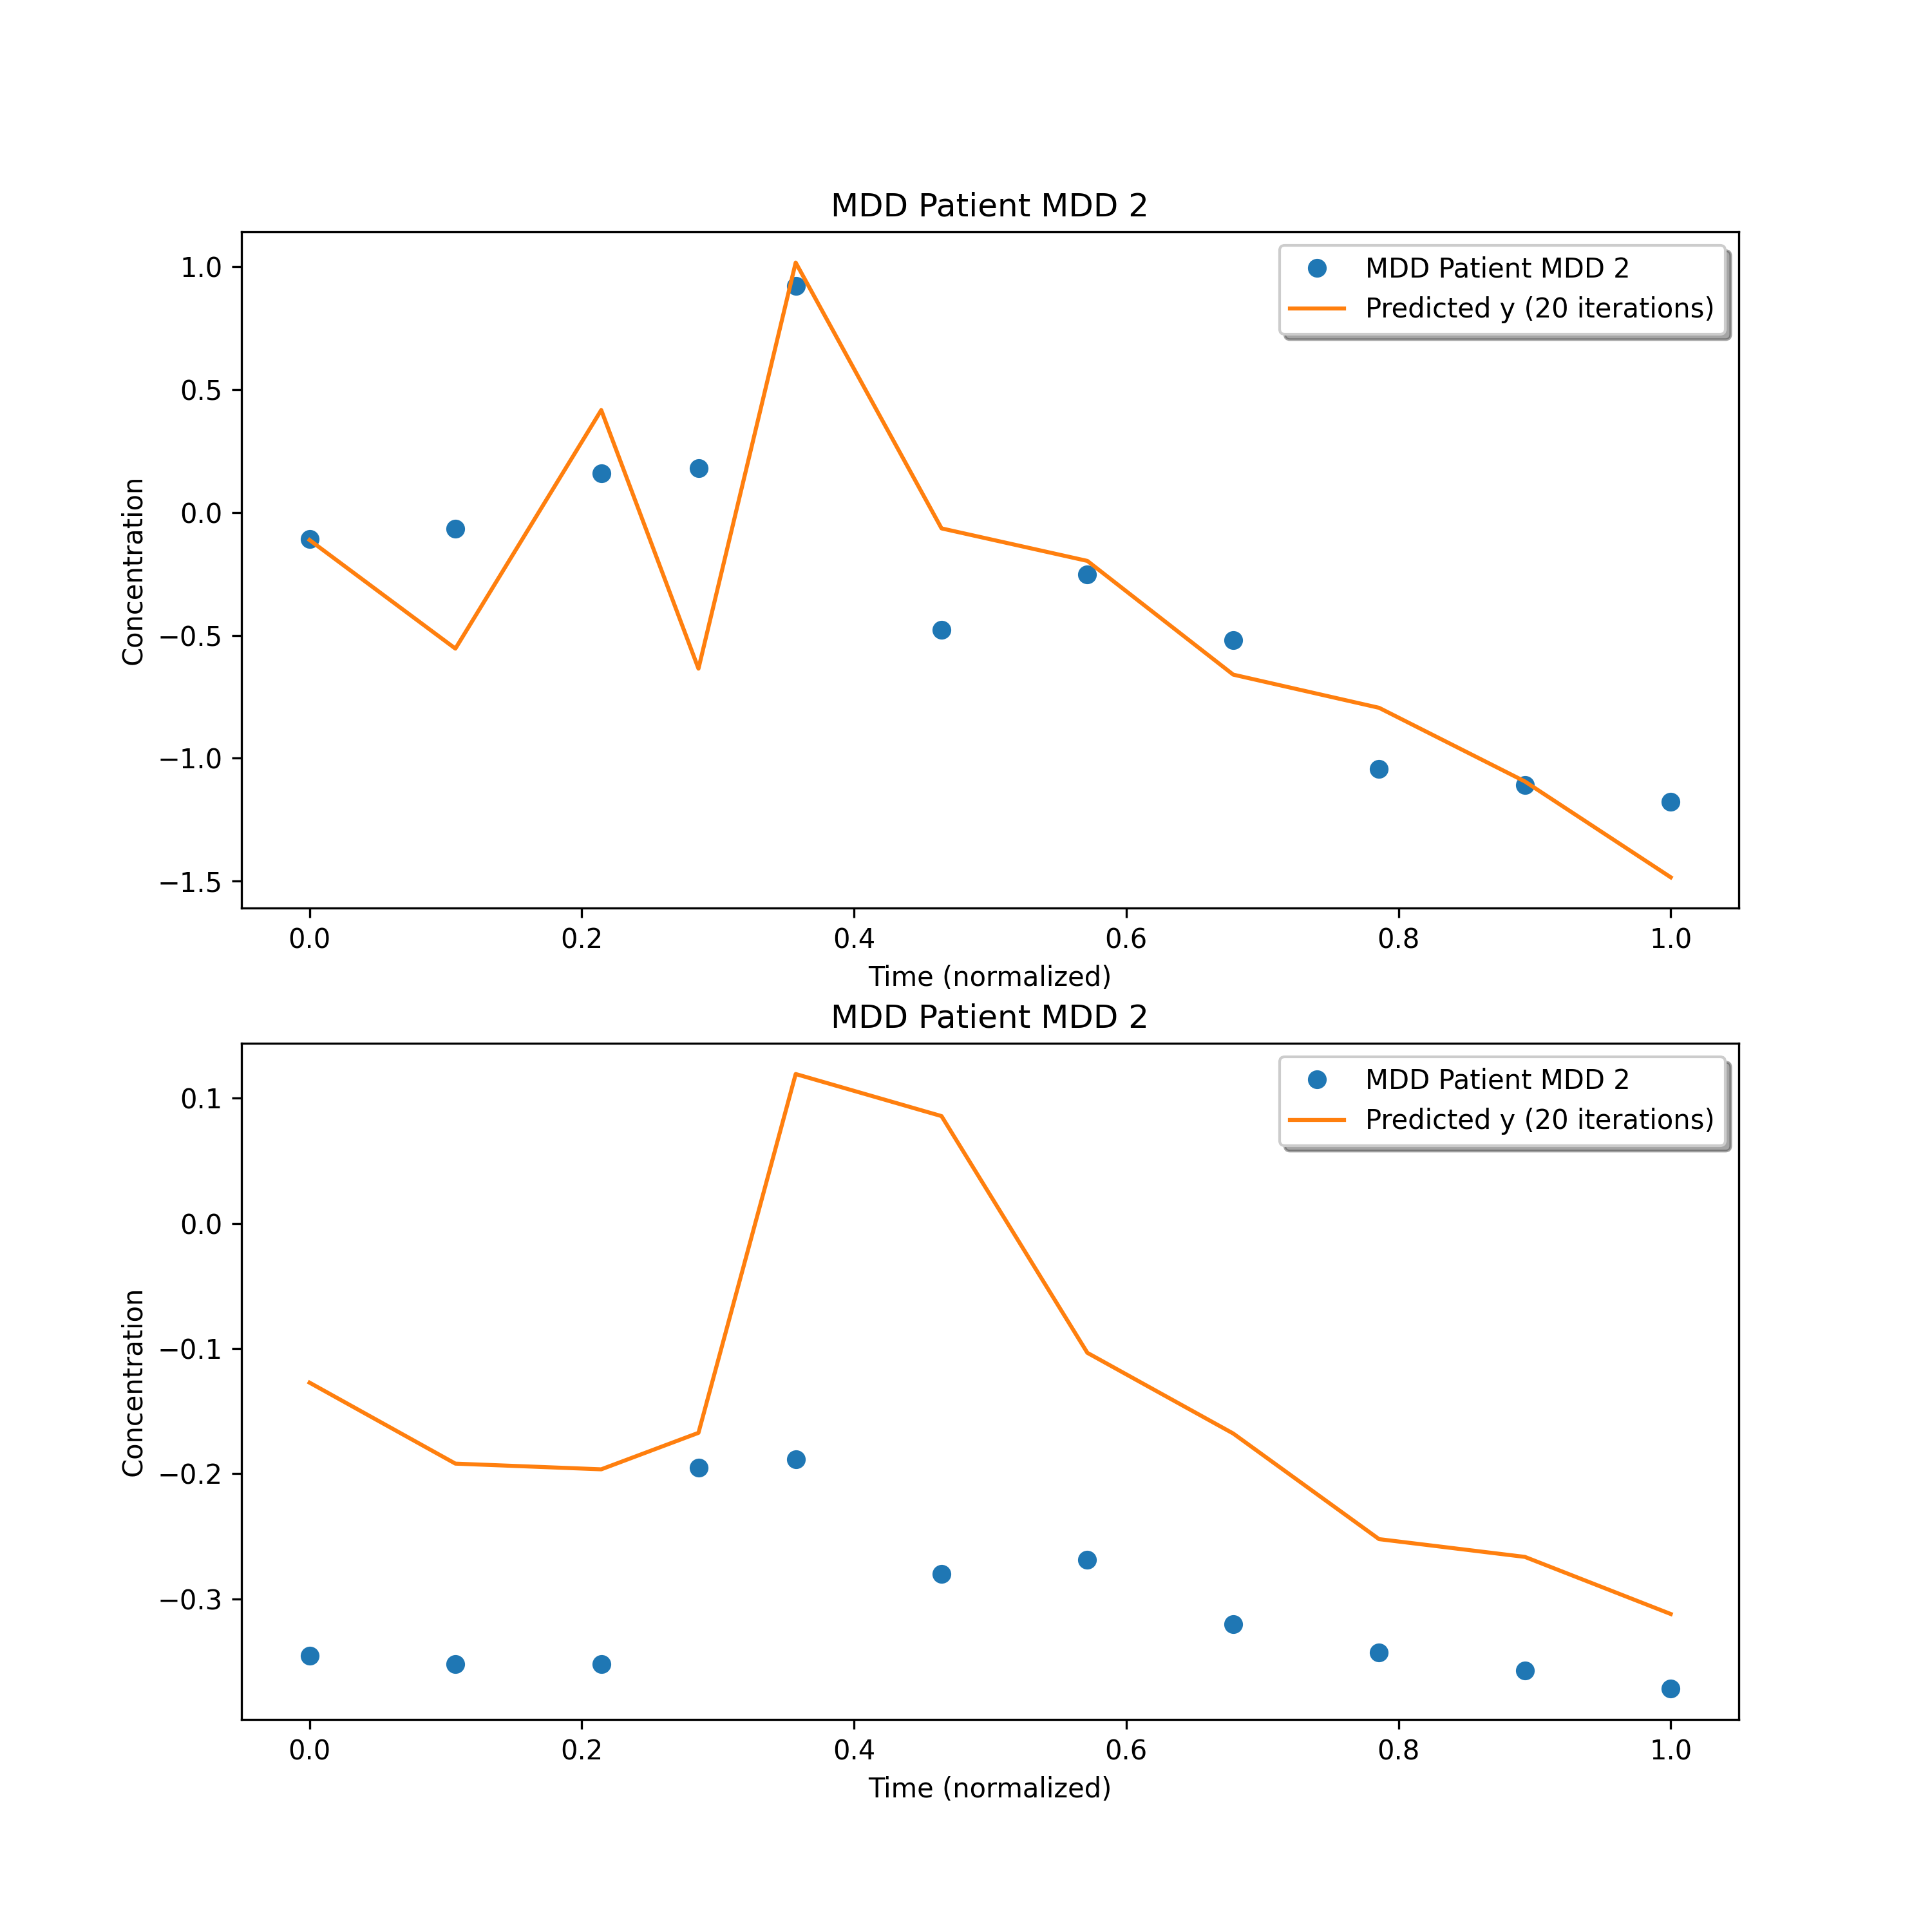 MDD Patient MDD 2
MDD Patient MDD 2
Predicted y (20 iterations)
1.0
0.5
0.0
−0.5
−1.0
−1.5
Concentration
0.0 0.2 0.4 0.6 0.8 1.0
Time (normalized)
MDD Patient MDD 2
MDD Patient MDD 2
Predicted y (20 iterations)
0.1
0.0
−0.1
−0.2
−0.3
Concentration
0.0 0.2 0.4 0.6 0.8 1.0
Time (normalized)